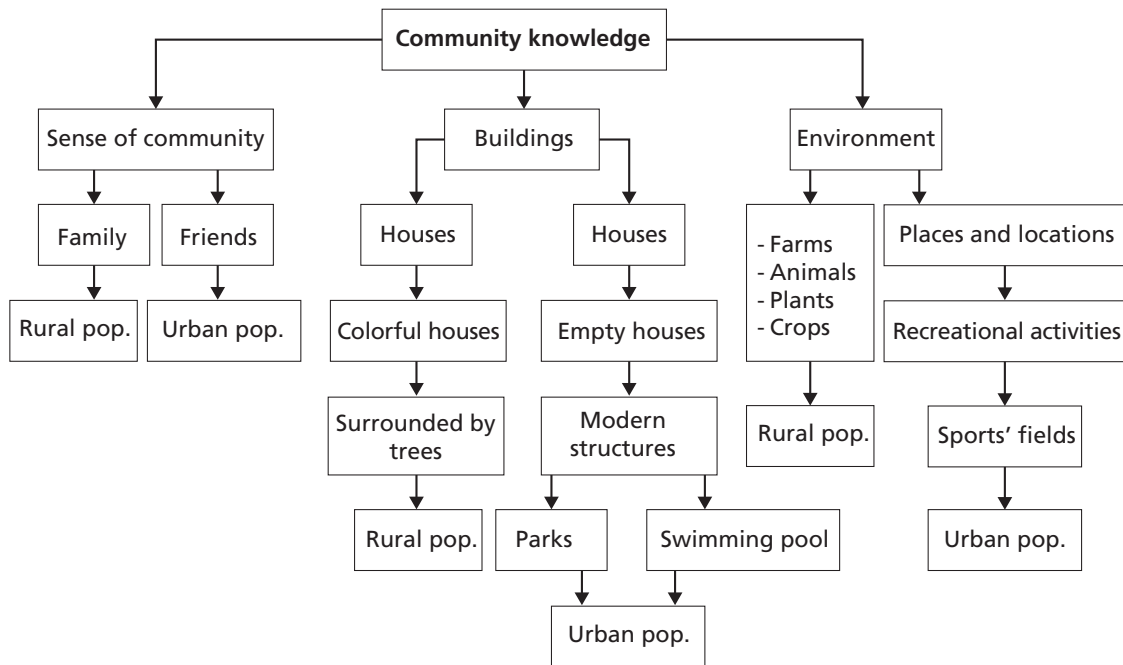 Community knowledge
Sense of community
Buildings
Environment
Family
Friends
Houses
Houses
- Farms
- Animals
- Plants
- Crops
Places and locations
Rural pop.
Urban pop.
Colorful houses
Empty houses
Recreational activities
Surrounded by
trees
Modern
structures
Rural pop.
Sports’ fields
Rural pop.
Parks
Swimming pool
Urban pop.
Urban pop.